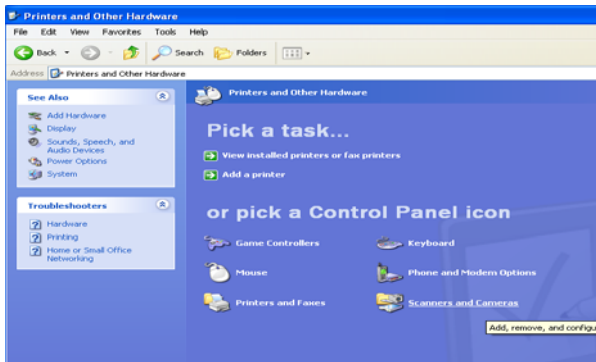 Printers and Other Hardware
File Edit View Favorites Tools Help
Back Search Folders
Address Printers and Other Hardware
See Also
Add Hardware
Display
Sounds, Speech, and
Audio Devices
Power Options
System
Troubleshooters
Hardware
Printing
Home or Small Office
Networking
Printers and Other Hardware
Pick a task...
View installed printers or fax printers
Add a printer
or pick a Control Panel icon
Game Controllers Keyboard
Mouse Phone and Modem Options
Printers and Faxes Scanners and Cameras
Add, remove, and configu